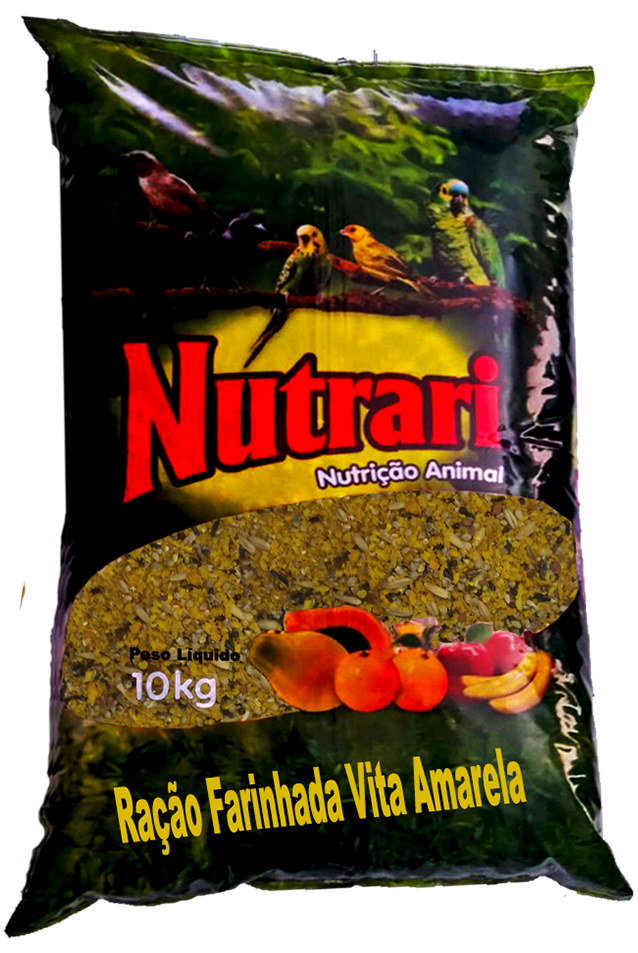 Nutrari
Nutrição Animal
Peso Líquido
10kg
Ração Farinhada Vita Amarela